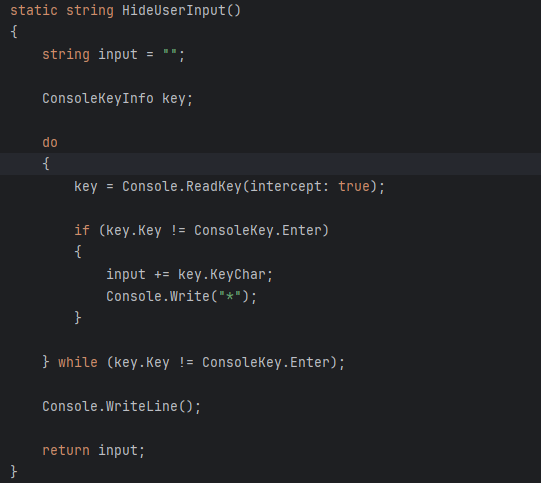 static string HideUserInput()
{
    string input = "";
    ConsoleKeyInfo key;
    do
    {
        key = Console.ReadKey(intercept: true);
        if (key.Key != ConsoleKey.Enter)
        {
            input += key.KeyChar;
            Console.Write("*");
        }
    } while (key.Key != ConsoleKey.Enter);
    Console.WriteLine();
    return input;
}